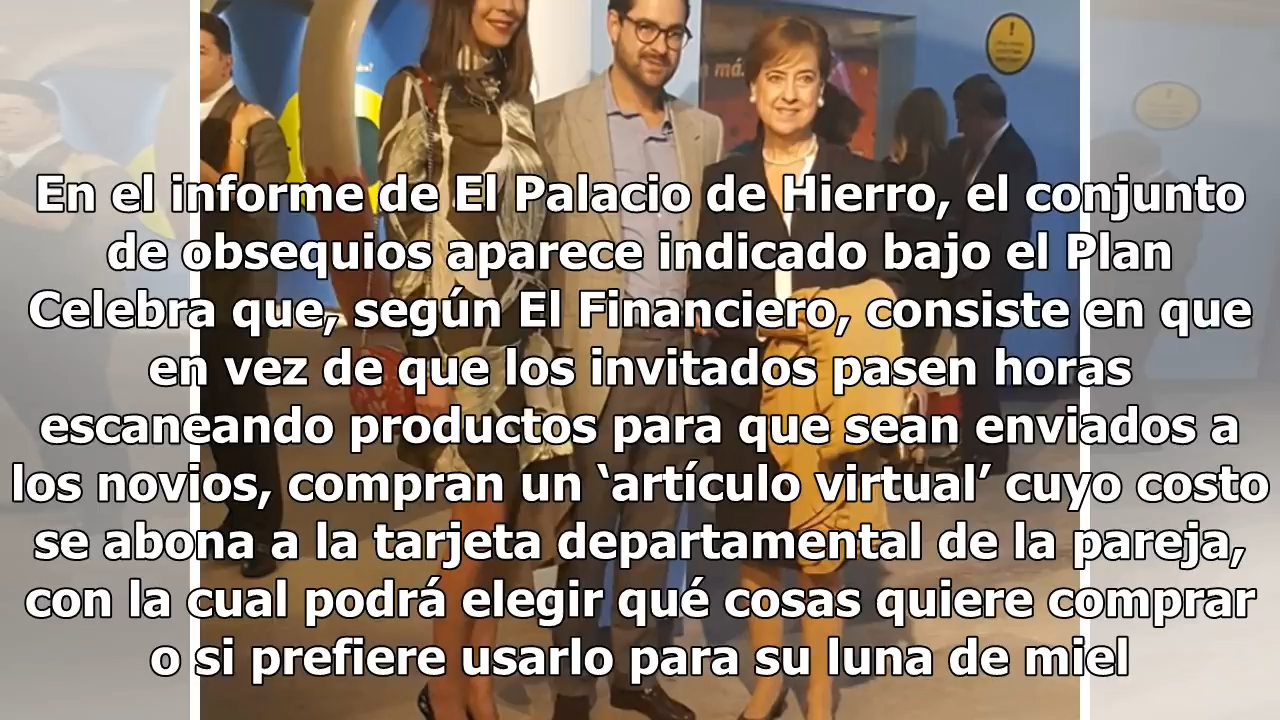 n má
En el informe de El Palacio de Hierro, el conjunto
de obsequios aparece indicado bajo el Plan
Celebra que, según El Financiero, consiste en que
en vez de que los invitados pasen horas
escaneando productos para que sean enviados a
los novios, compran un ‘artículo virtual’ cuyo costo
se abona a la tarjeta departamental de la pareja,
con la cual podrá elegir qué cosas quiere comprar
o si prefiere usarlo para su luna de miel